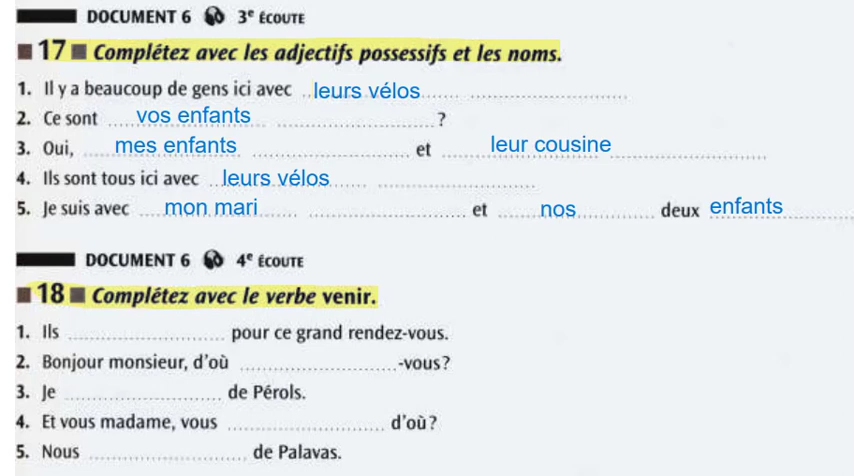 DOCUMENT 6 3e ÉCOUTE
17 Complétez avec les adjectifs possessifs et les noms.
1. Il y a beaucoup de gens ici avec leurs vélos
2. Ce sont vos enfants ?
3. Oui, mes enfants et leur cousine
4. Ils sont tous ici avec leurs vélos
5. Je suis avec mon mari et nos deux enfants
DOCUMENT 6 4e ÉCOUTE
18 Complétez avec le verbe venir.
1. Ils ........................ pour ce grand rendez-vous.
2. Bonjour monsieur, d'où ........................ -vous ?
3. Je ........................ de Pérols.
4. Et vous madame, vous ........................ d'où ?
5. Nous ........................ de Palavas.